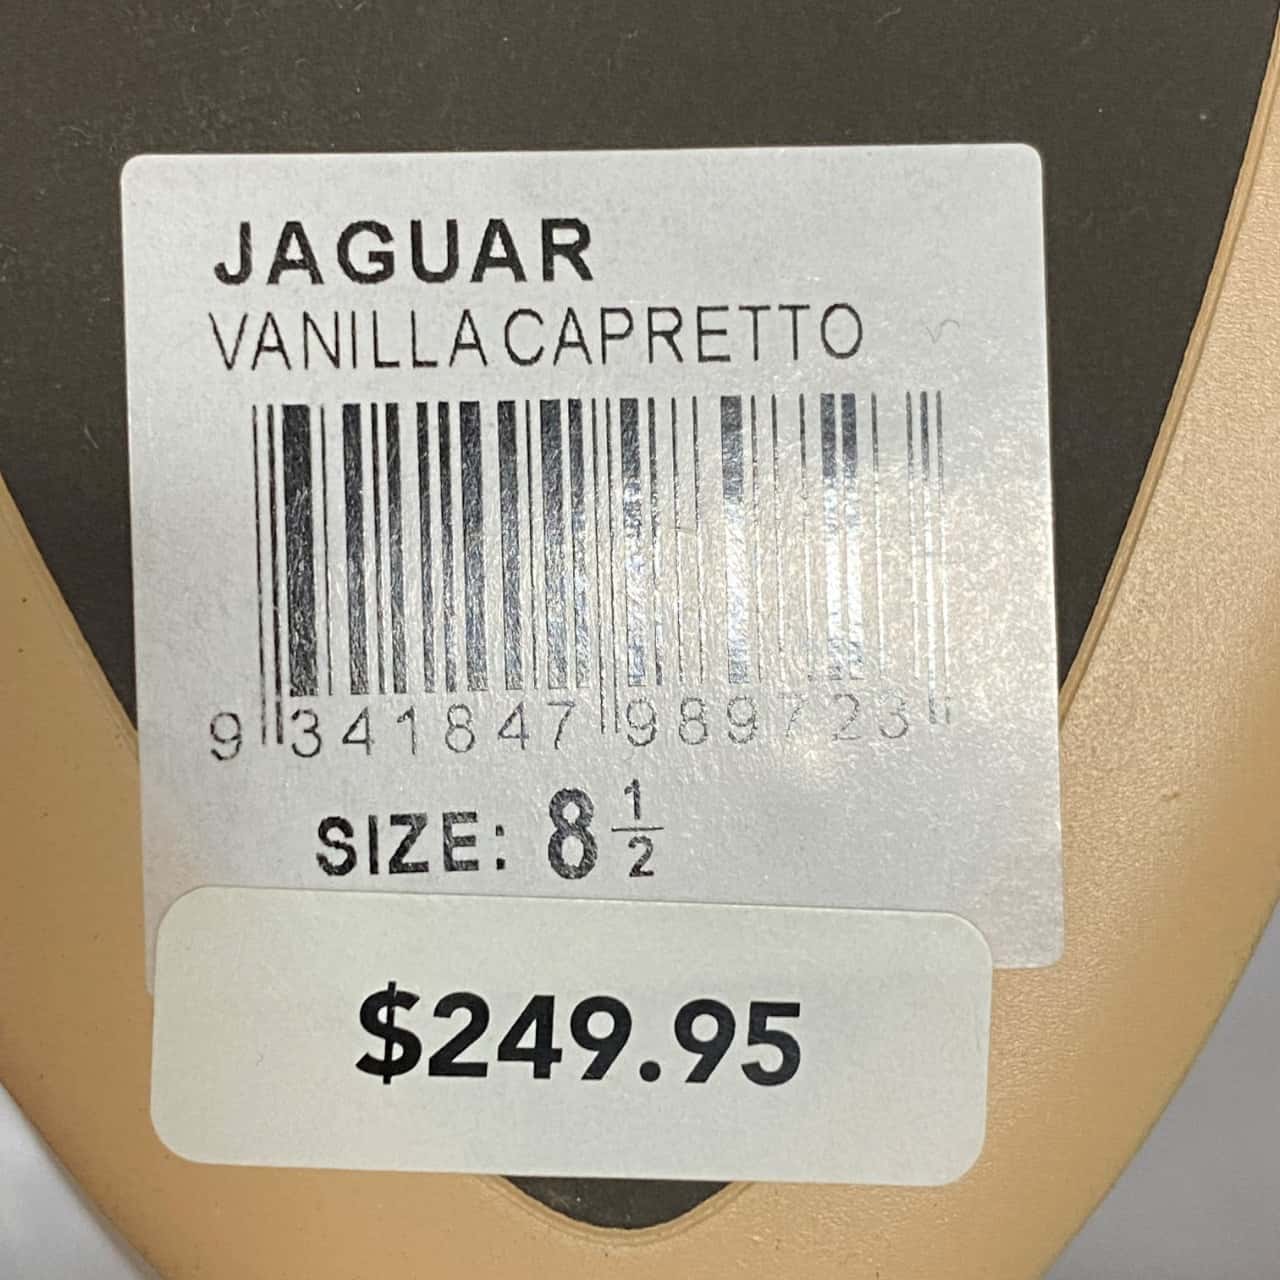 JAGUAR
VANILLA CAPRETTO
9 341847 989723
SIZE: 8 1/2
$249.95